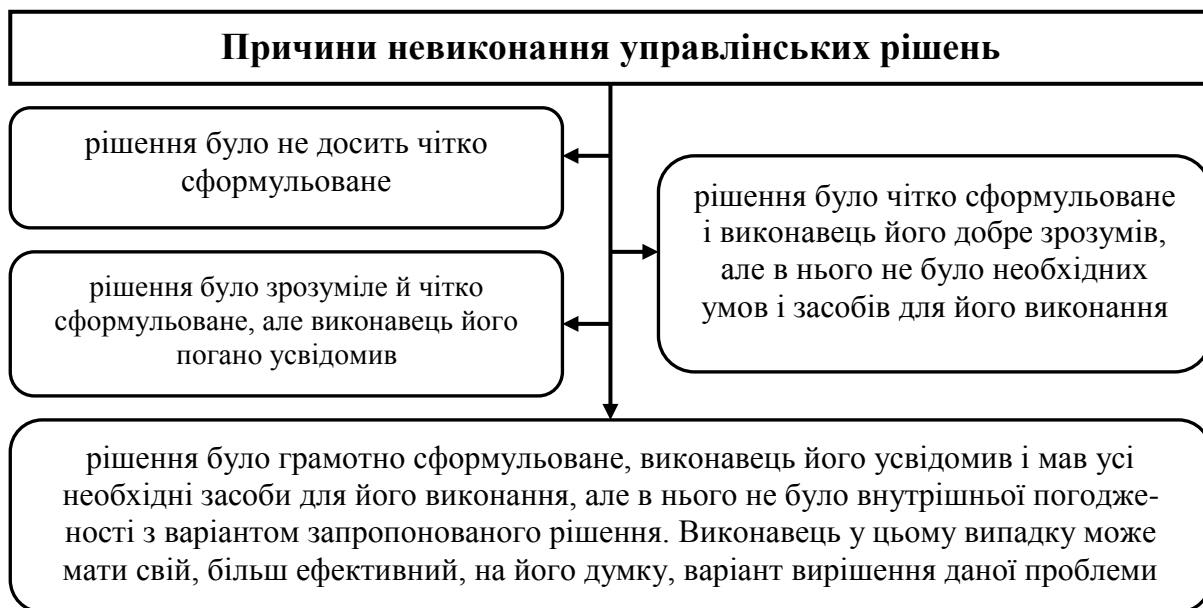 Причини невиконання управлінських рішень
рішення було не досить чітко
сформульоване
рішення було чітко сформульоване
і виконавець його добре зрозумів,
але в нього не було необхідних
умов і засобів для його виконання
рішення було зрозуміле й чітко
сформульоване, але виконавець його
погано усвідомив
рішення було грамотно сформульоване, виконавець його усвідомив і мав усі
необхідні засоби для його виконання, але в нього не було внутрішньої погодже-
ності з варіантом запропонованого рішення. Виконавець у цьому випадку може
мати свій, більш ефективний, на його думку, варіант вирішення даної проблеми